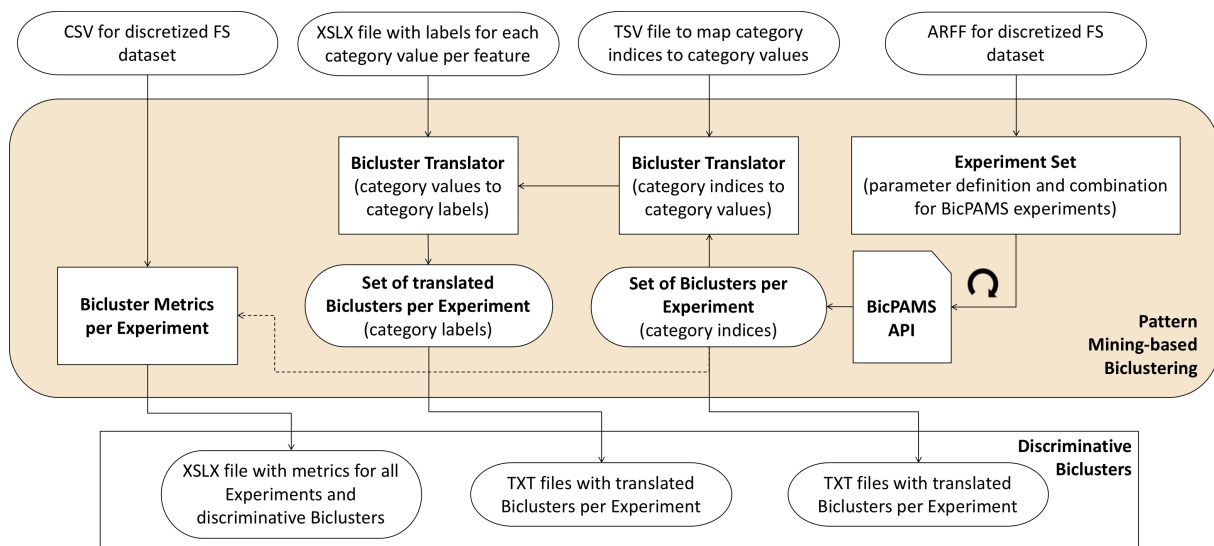 CSV for discretized FS
dataset
XSLX file with labels for each
category value per feature
TSV file to map category
indices to category values
ARFF for discretized FS
dataset
Bicluster Translator
(category values to
category labels)
Bicluster Translator
(category indices to
category values)
Experiment Set
(parameter definition and combination
for BicPAMS experiments)
Bicluster Metrics
per Experiment
Set of translated
Biclusters per Experiment
(category labels)
Set of Biclusters per
Experiment
(category indices)
BicPAMS
API
Pattern
Mining-based
Biclustering
Discriminative
Biclusters
XSLX file with metrics for all
Experiments and
discriminative Biclusters
TXT files with translated
Biclusters per Experiment
TXT files with translated
Biclusters per Experiment